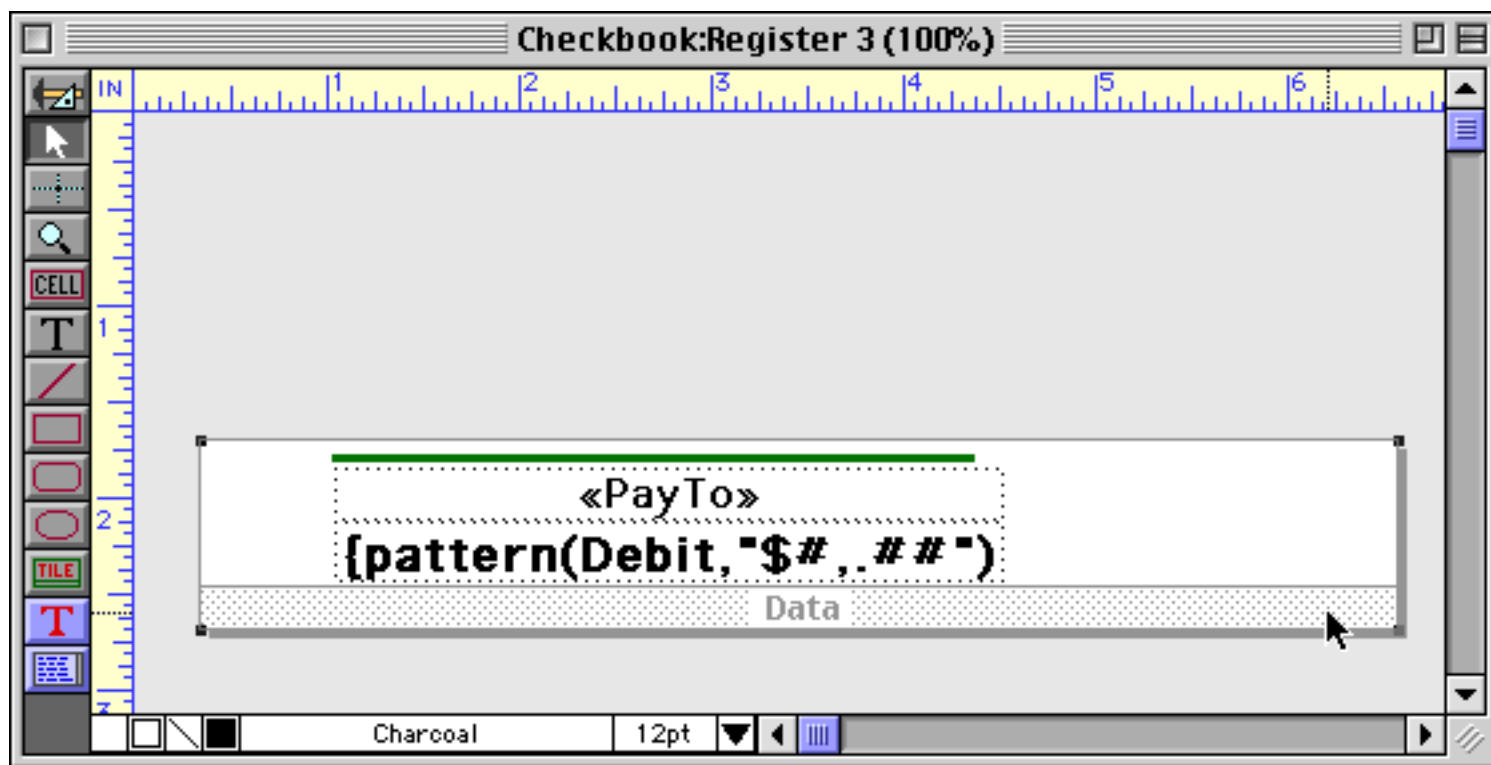 Checkbook:Register 3 (100%)
IN 1 2 3 4 5 6
CELL
T
1
«PayTo»
2
{pattern(Debit,"$#,.##")
TILE
Data
T
3
Charcoal 12pt